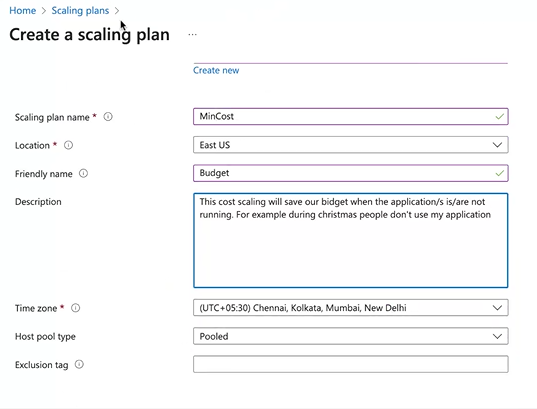 Home > Scaling plans >
Create a scaling plan ...
Create new
Scaling plan name * MinCost
Location * East US
Friendly name Budget
Description This cost scaling will save our bidget when the application/s is/are not
running. For example during christmas people don't use my application
Time zone * (UTC+05:30) Chennai, Kolkata, Mumbai, New Delhi
Host pool type Pooled
Exclusion tag